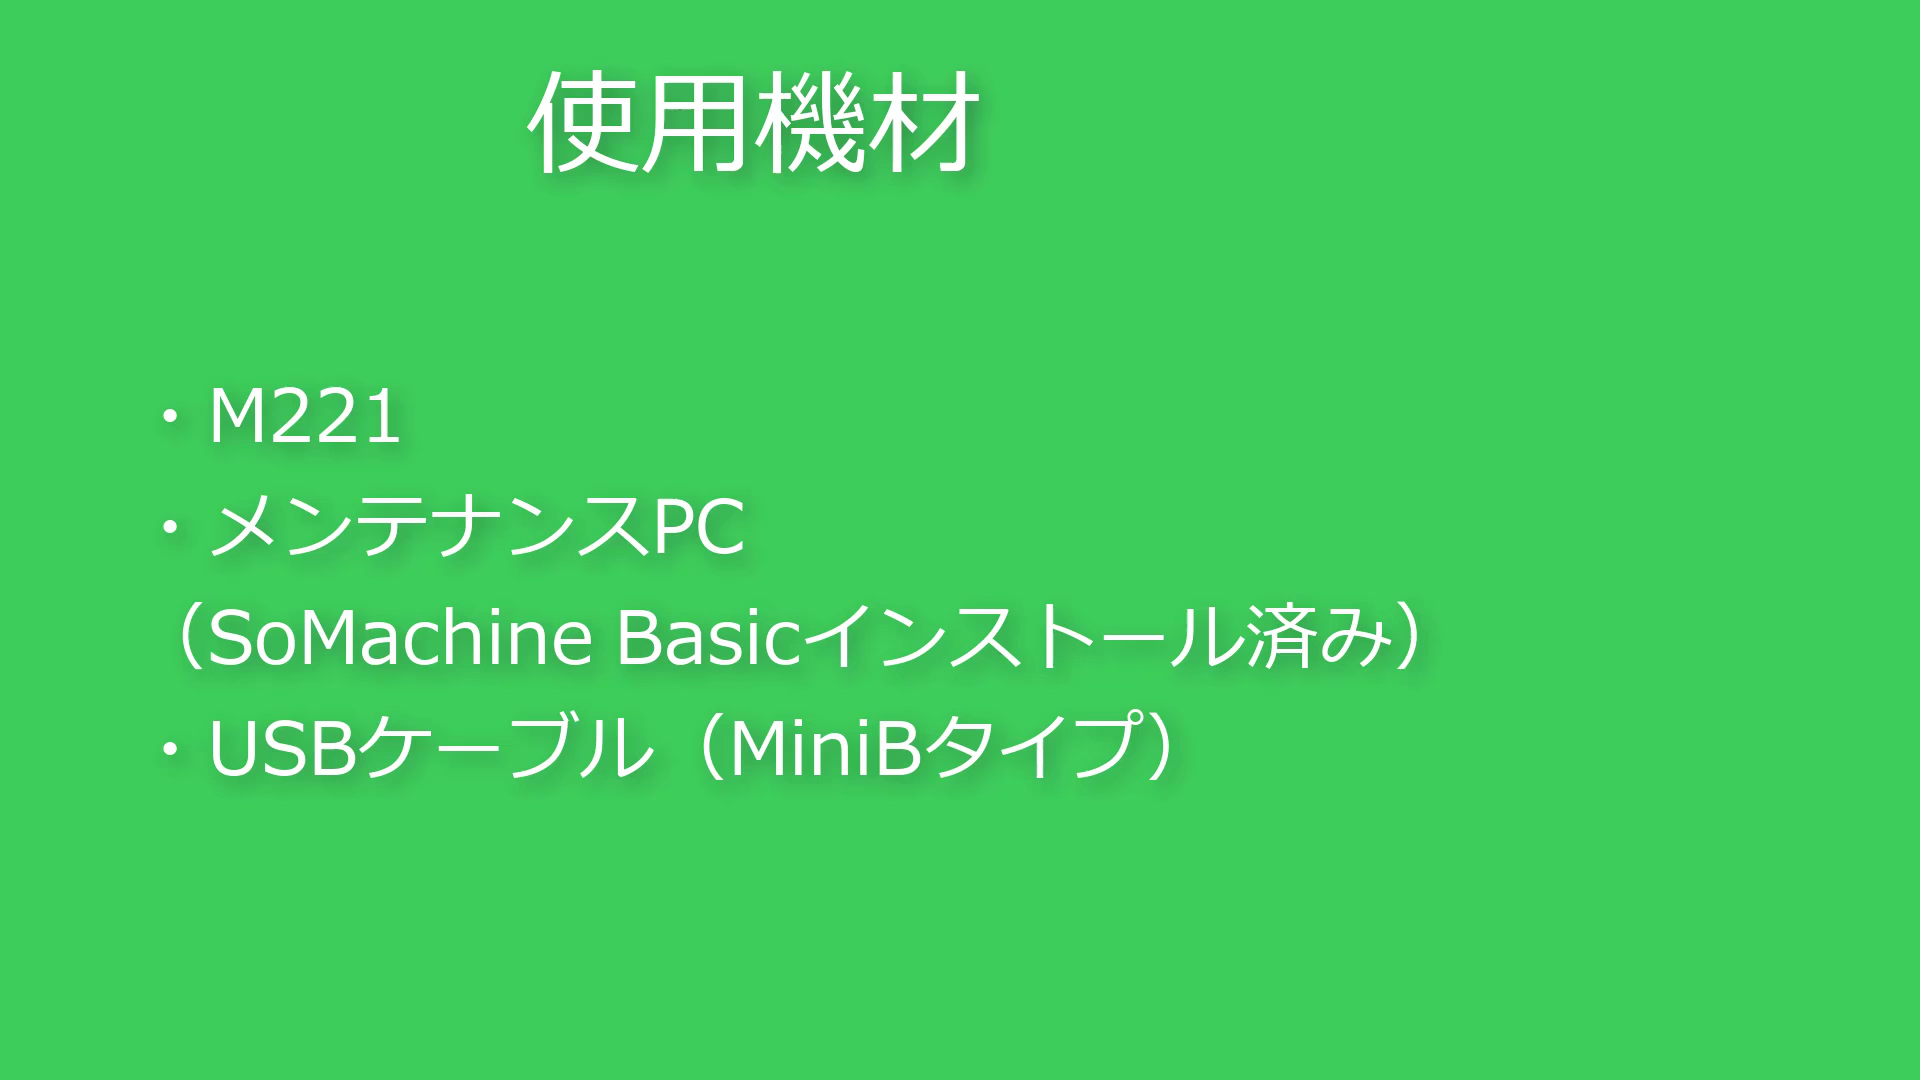 使用機材
・M221
・メンテナンスPC
（SoMachine Basicインストール済み）
・USBケーブル（MiniBタイプ）